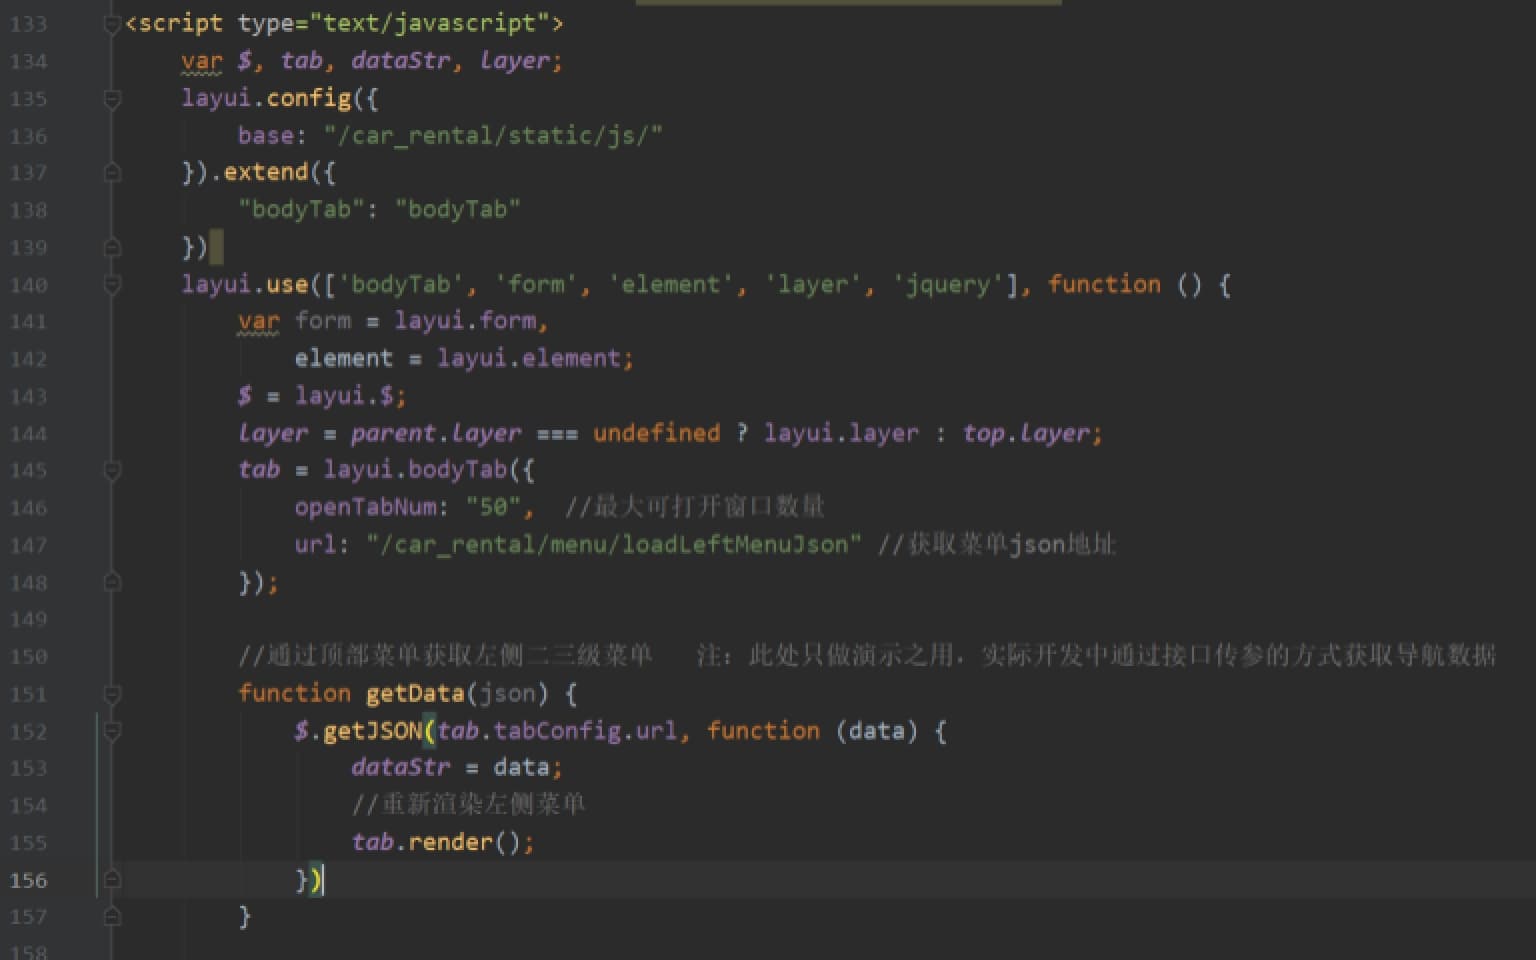 133 <script type="text/javascript">
134 var $, tab, dataStr, layer;
135 layui.config({
136 base: "/car_rental/static/js/"
137 }).extend({
138 "bodyTab": "bodyTab"
139 })
140 layui.use(['bodyTab', 'form', 'element', 'layer', 'jquery'], function () {
141 var form = layui.form,
142 element = layui.element;
143 $ = layui.$;
144 layer = parent.layer === undefined ? layui.layer : top.layer;
145 tab = layui.bodyTab({
146 openTabNum: "50", //最大可打开窗口数量
147 url: "/car_rental/menu/loadLeftMenuJson" //获取菜单json地址
148 });
149
150 //通过顶部菜单获取左侧二三级菜单 注：此处只做演示之用，实际开发中通过接口传参的方式获取导航数据
151 function getData(json) {
152 $.getJSON(tab.tabConfig.url, function (data) {
153 dataStr = data;
154 //重新渲染左侧菜单
155 tab.render();
156 })
157 }
158